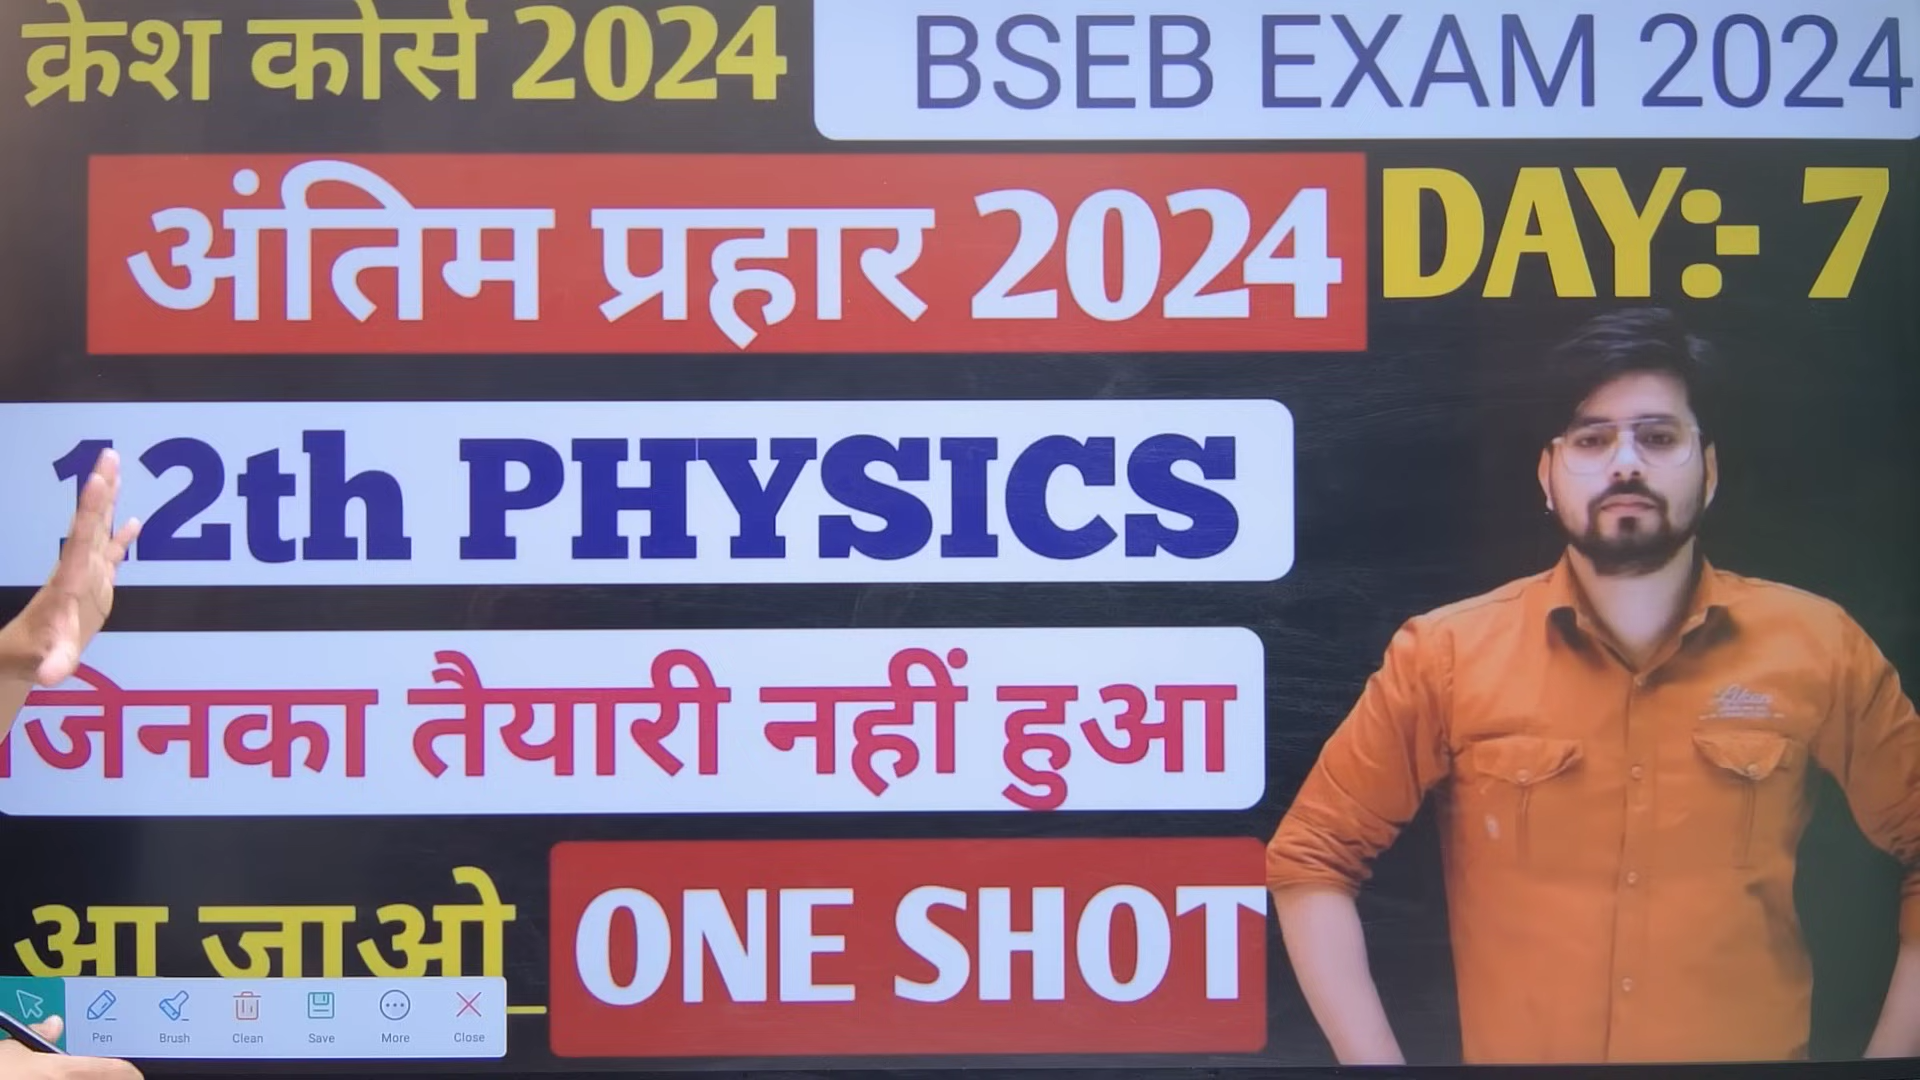 क्रेश कोर्स 2024
BSEB EXAM 2024
अंतिम प्रहार 2024
DAY:- 7
12th PHYSICS
जिनका तैयारी नहीं हुआ
आ जाओ
ONE SHOT
Pen Brush Clean Save More Close